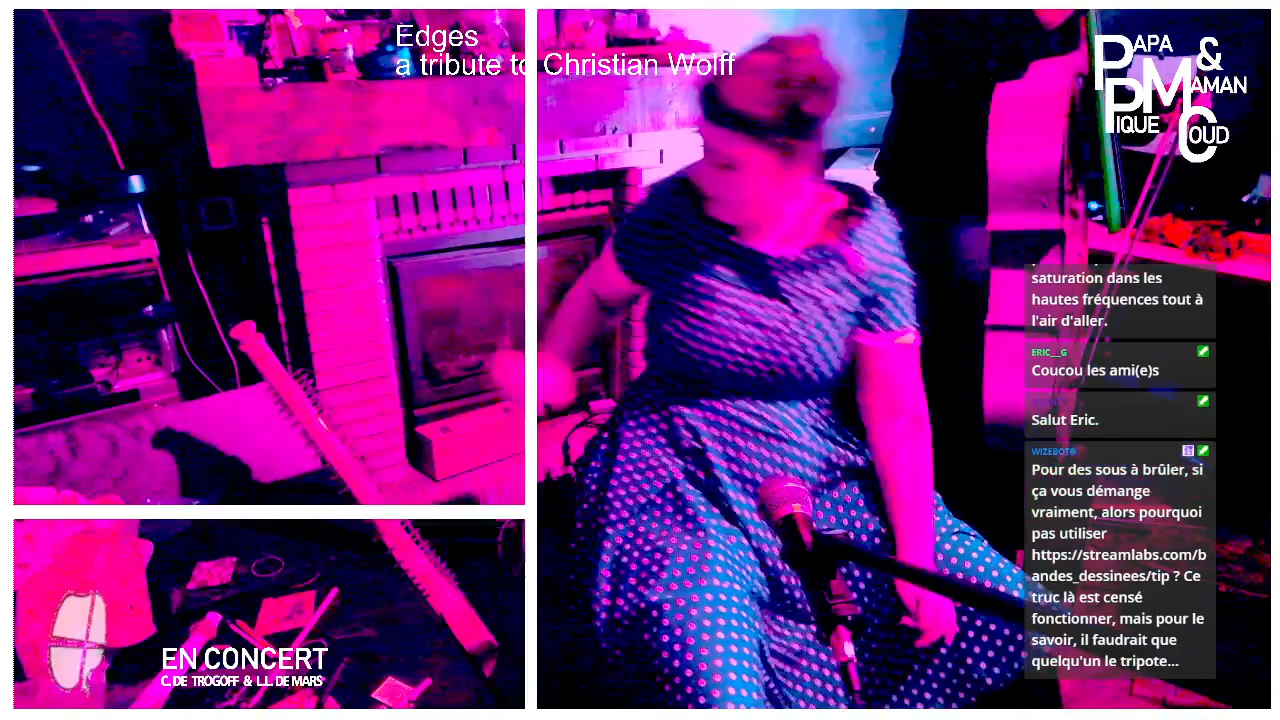 Edges
a tribute to Christian Wolff
PAPA &
PMAMAN
PIQUE COUD
saturation dans les
hautes fréquences tout à
l'air d'aller.
ERIC__G
Coucou les ami(e)s
Salut Eric.
WIZEBOT
Pour des sous à brûler, si
ça vous démange
vraiment, alors pourquoi
pas utiliser
https://streamlabs.com/b
andes_dessinees/tip ? Ce
truc là est censé
fonctionner, mais pour le
savoir, il faudrait que
quelqu'un le tripote...
EN CONCERT
C. DE TROGOFF & L.L. DE MARS